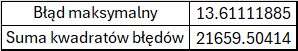 Błąd maksymalny 13.61111885
Suma kwadratów błędów 21659.50414